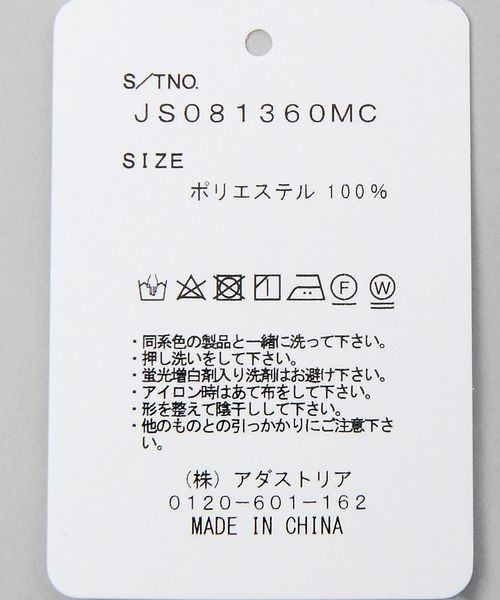 S/TNO.
JS081360MC
SIZE
ポリエステル 100%
F W
・同系色の製品と一緒に洗って下さい。
・押し洗いをして下さい。
・蛍光増白剤入り洗剤はお避け下さい。
・アイロン時はあて布をして下さい。
・形を整えて陰干しして下さい。
・他のものとの引っかかりにご注意下さ
い。
(株) アダストリア
0120-601-162
MADE IN CHINA